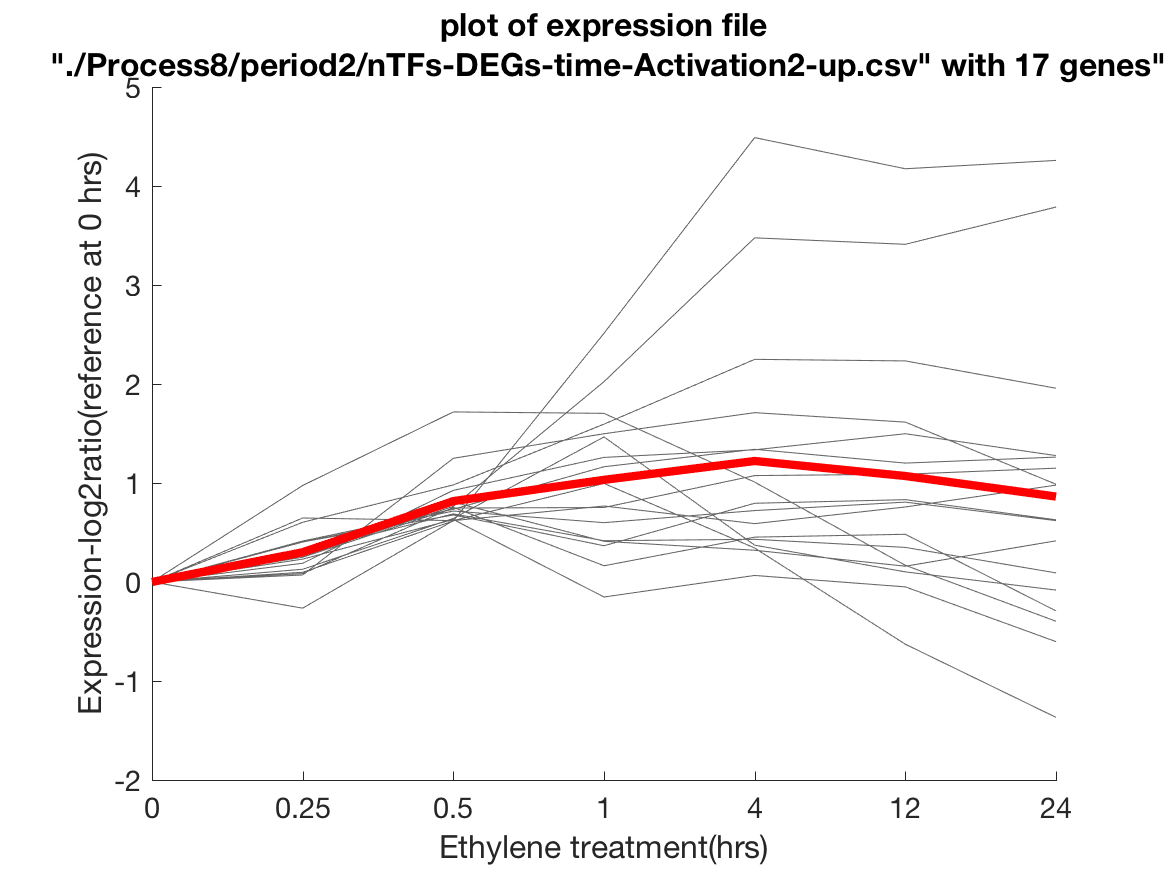 plot of expression file
"./Process8/period2/nTFs-DEGs-time-Activation2-up.csv" with 17 genes"
5
4
3
2
1
0
-1
-2
Expression-log2ratio(reference at 0 hrs)
0 0.25 0.5 1 4 12 24
Ethylene treatment(hrs)